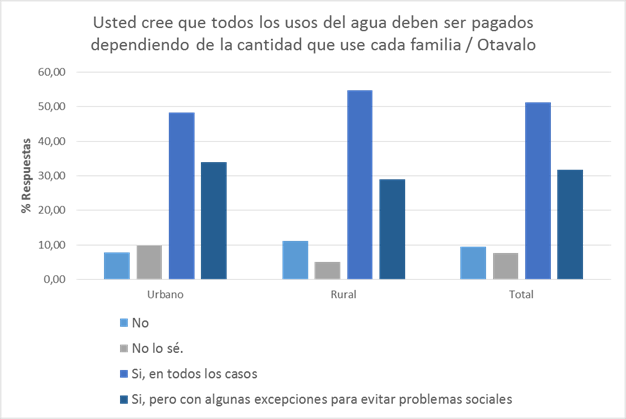 Usted cree que todos los usos del agua deben ser pagados
dependiendo de la cantidad que use cada familia / Otavalo
% Respuestas
60,00
50,00
40,00
30,00
20,00
10,00
0,00
Urbano
Rural
Total
No
No lo sé.
Si, en todos los casos
Si, pero con algunas excepciones para evitar problemas sociales